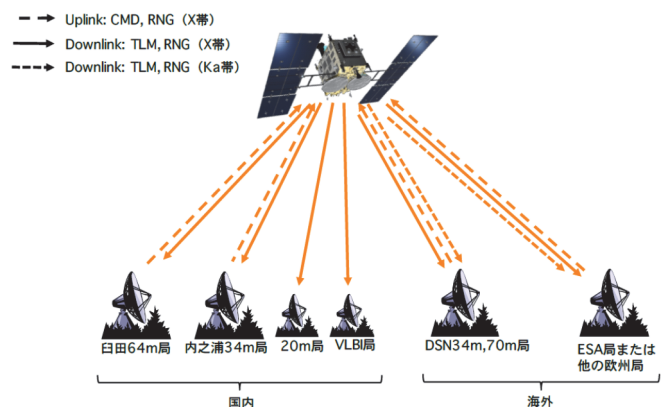 Uplink: CMD, RNG（X帯）
Downlink: TLM, RNG（X帯）
Downlink: TLM, RNG（Ka帯）
臼田64m局
内之浦34m局
20m局
VLBI局
DSN34m,70m局
ESA局または
他の欧州局
国内
海外